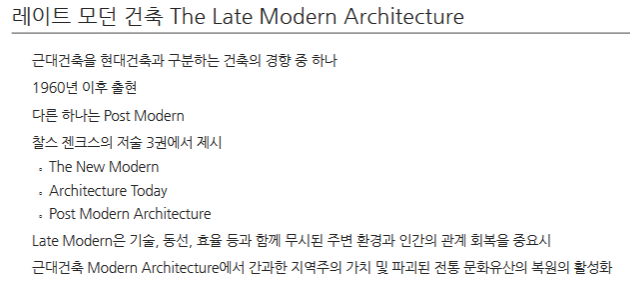 레이트 모던 건축 The Late Modern Architecture
근대건축을 현대건축과 구분하는 건축의 경향 중 하나
1960년 이후 출현
다른 하나는 Post Modern
찰스 젠크스의 저술 3권에서 제시
◦ The New Modern
◦ Architecture Today
◦ Post Modern Architecture
Late Modern은 기술, 동선, 효율 등과 함께 무시된 주변 환경과 인간의 관계 회복을 중요시
근대건축 Modern Architecture에서 간과한 지역주의 가치 및 파괴된 전통 문화유산의 복원의 활성화